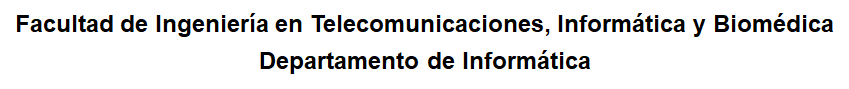 Facultad de Ingeniería en Telecomunicaciones, Informática y Biomédica
Departamento de Informática